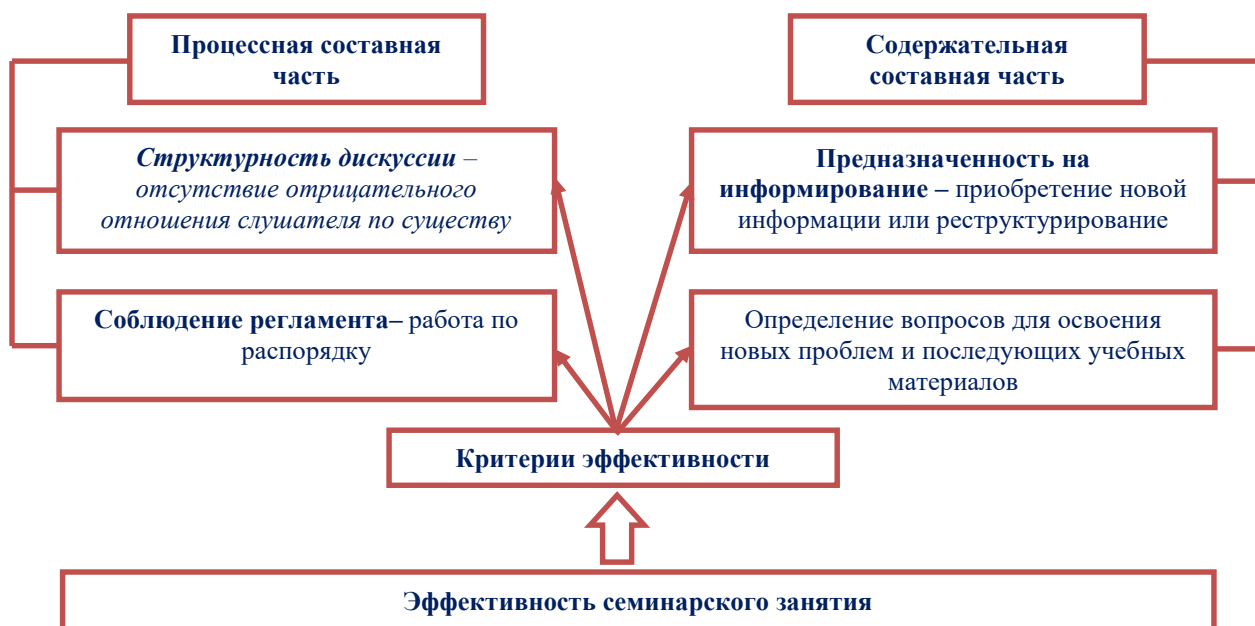 Процессная составная
часть
Содержательная
составная часть
Структурность дискуссии –
отсутствие отрицательного
отношения слушателя по существу
Предназначенность на
информирование – приобретение новой
информации или реструктурирование
Соблюдение регламента– работа по
распорядку
Определение вопросов для освоения
новых проблем и последующих учебных
материалов
Критерии эффективности
Эффективность семинарского занятия